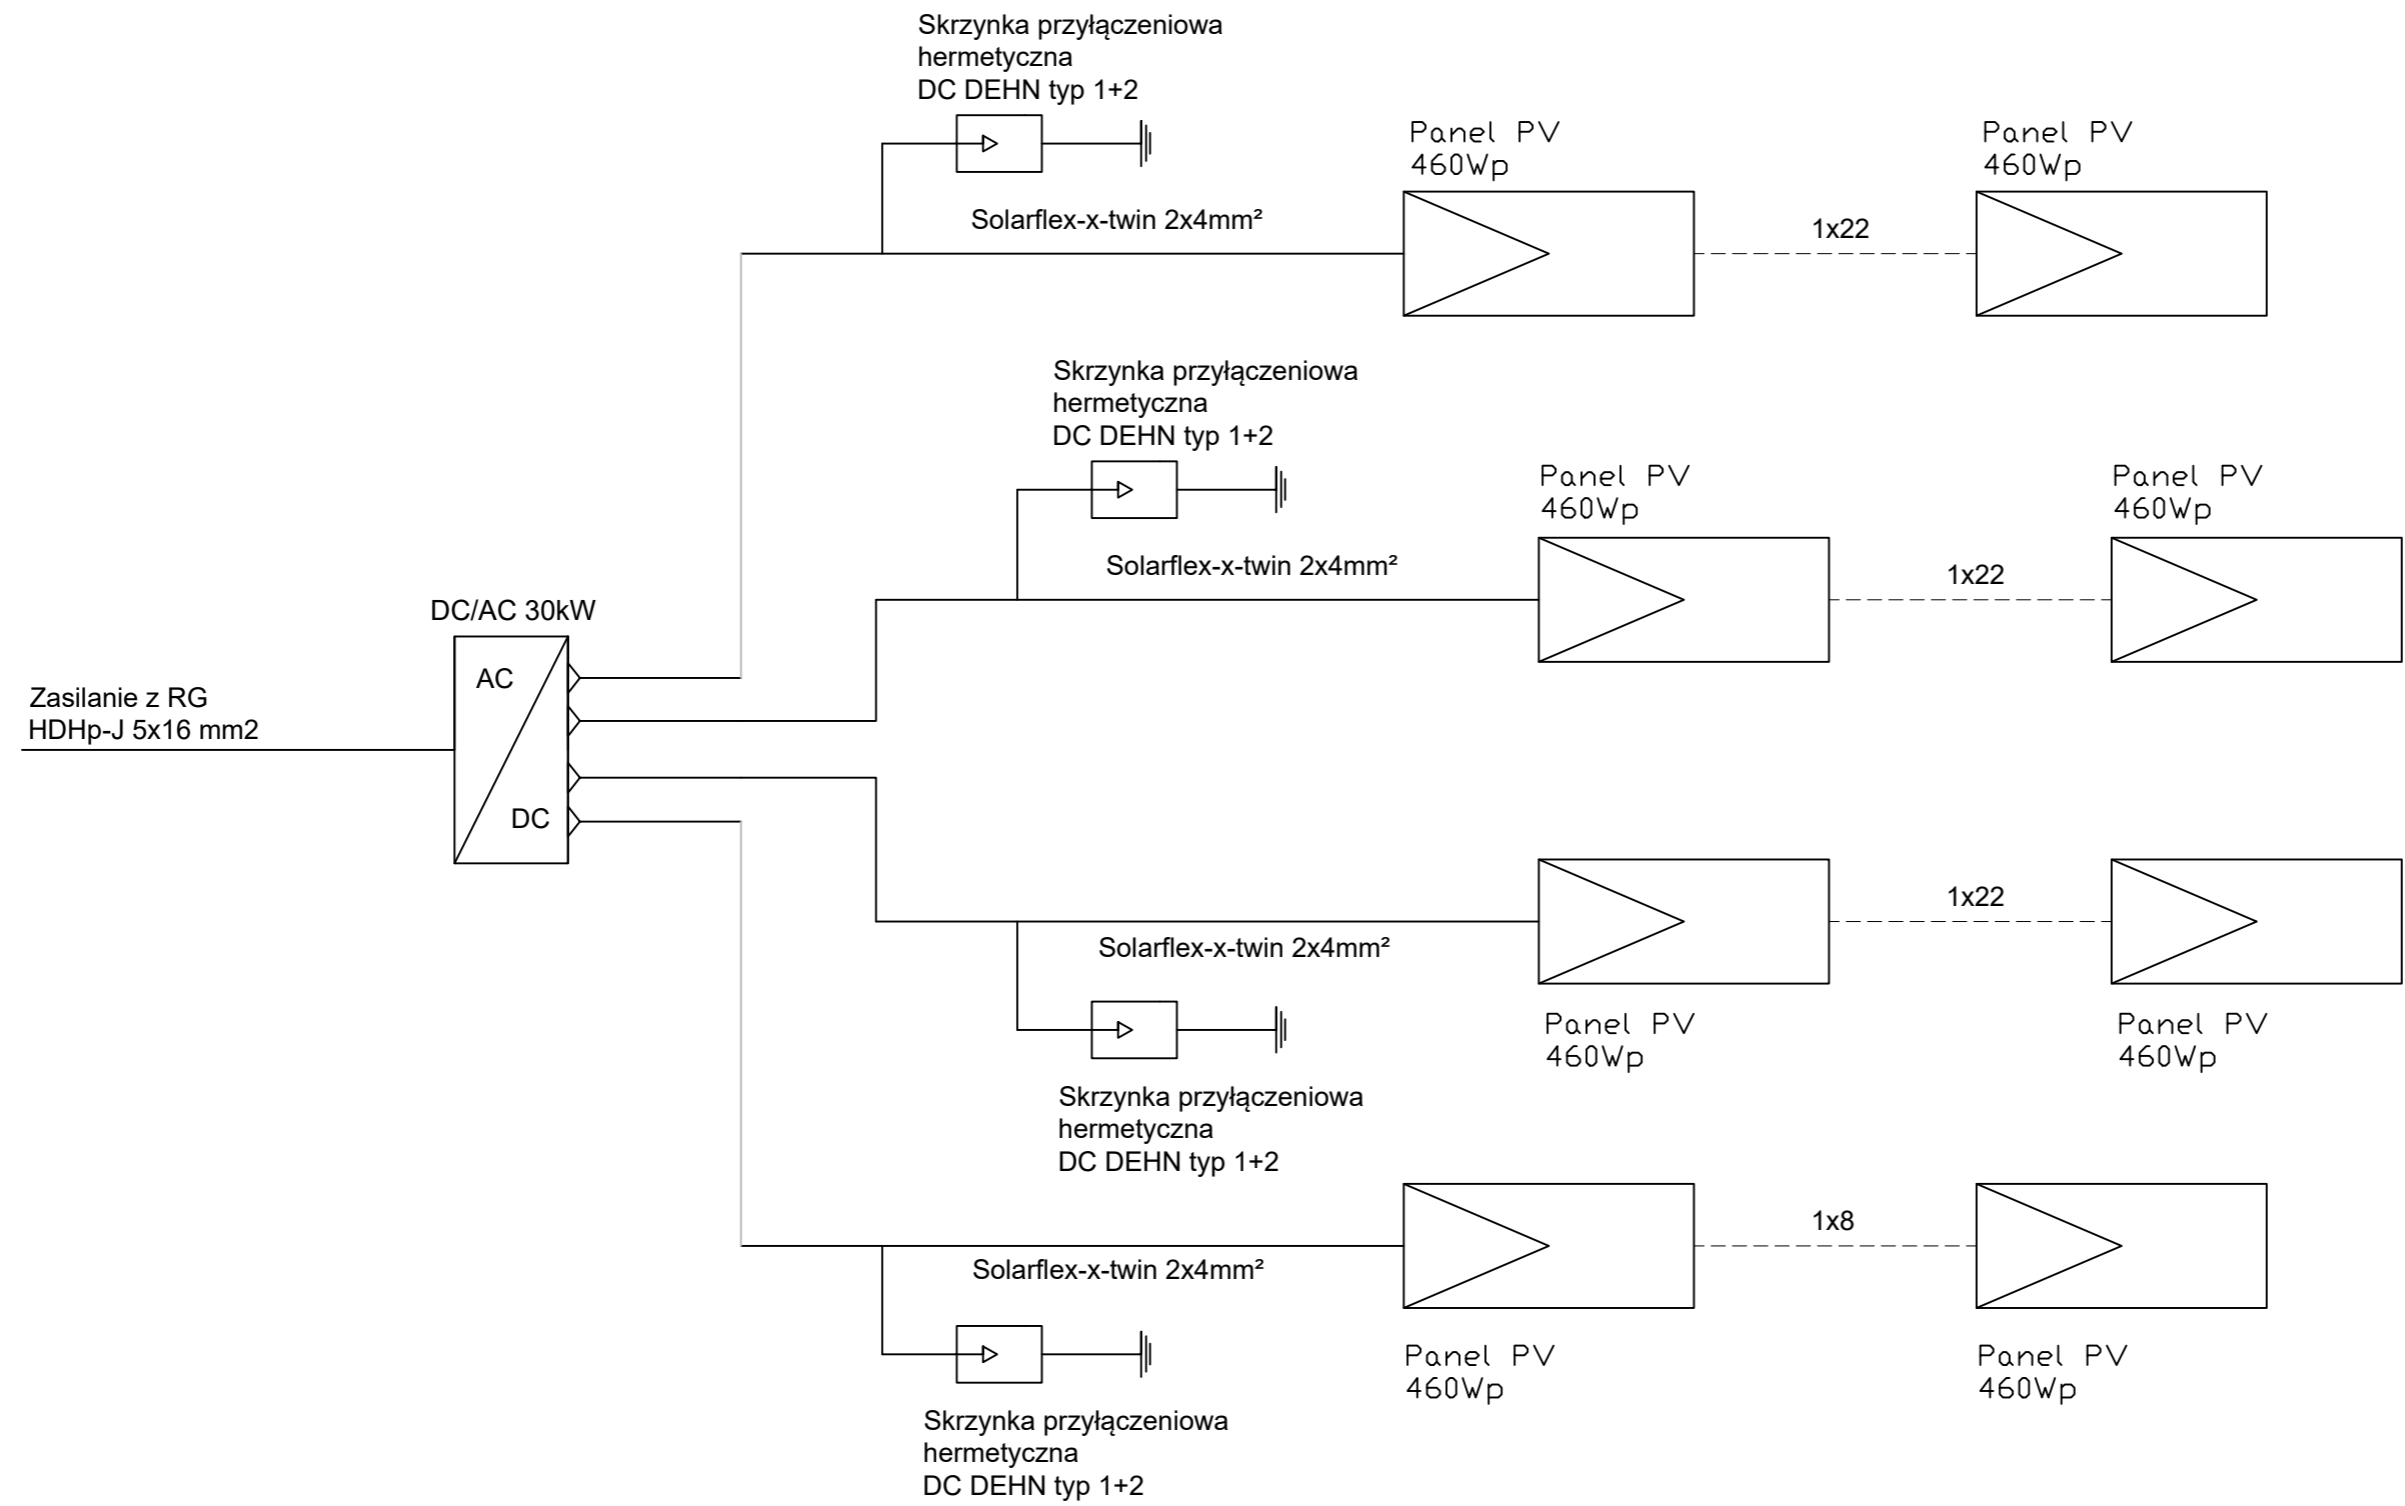 Skrzynka przyłączeniowa
hermetyczna
DC DEHN typ 1+2
Panel PV
460Wp
Panel PV
460Wp
Solarflex-x-twin 2x4mm²
1x22
Skrzynka przyłączeniowa
hermetyczna
DC DEHN typ 1+2
Panel PV
460Wp
Panel PV
460Wp
Solarflex-x-twin 2x4mm²
1x22
DC/AC 30kW
AC
DC
Zasilanie z RG
HDHp-J 5x16 mm2
1x22
Solarflex-x-twin 2x4mm²
Panel PV
460Wp
Panel PV
460Wp
Skrzynka przyłączeniowa
hermetyczna
DC DEHN typ 1+2
1x8
Solarflex-x-twin 2x4mm²
Panel PV
460Wp
Panel PV
460Wp
Skrzynka przyłączeniowa
hermetyczna
DC DEHN typ 1+2